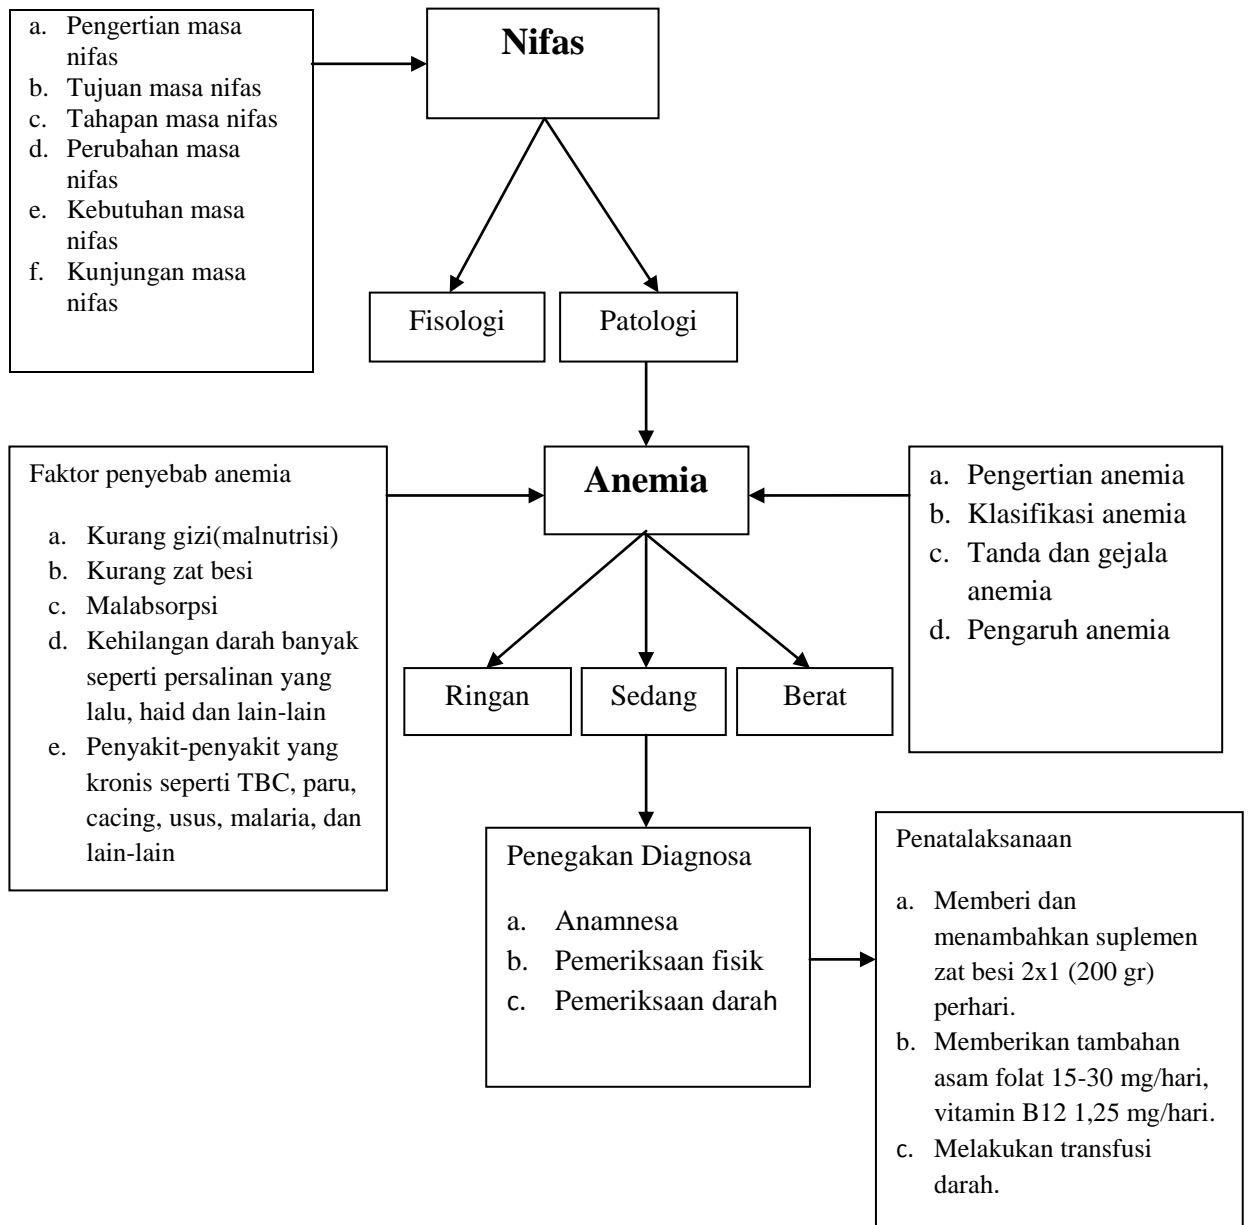 a. Pengertian masa
nifas
b. Tujuan masa nifas
c. Tahapan masa nifas
d. Perubahan masa
nifas
e. Kebutuhan masa
nifas
f. Kunjungan masa
nifas
Nifas
Fisologi
Patologi
Faktor penyebab anemia
a. Kurang gizi(malnutrisi)
b. Kurang zat besi
c. Malabsorpsi
d. Kehilangan darah banyak
seperti persalinan yang
lalu, haid dan lain-lain
e. Penyakit-penyakit yang
kronis seperti TBC, paru,
cacing, usus, malaria, dan
lain-lain
Anemia
a. Pengertian anemia
b. Klasifikasi anemia
c. Tanda dan gejala
anemia
d. Pengaruh anemia
Ringan
Sedang
Berat
Penegakan Diagnosa
a. Anamnesa
b. Pemeriksaan fisik
c. Pemeriksaan darah
Penatalaksanaan
a. Memberi dan
menambahkan suplemen
zat besi 2x1 (200 gr)
perhari.
b. Memberikan tambahan
asam folat 15-30 mg/hari,
vitamin B12 1,25 mg/hari.
c. Melakukan transfusi
darah.